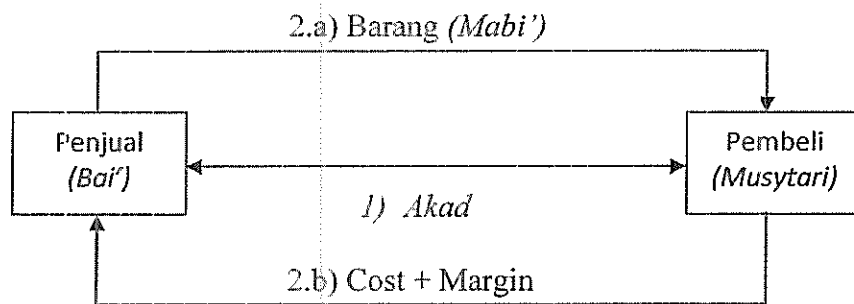 2.a) Barang (Mabi’)
Penjual
(Bai‘)
Pembeli
(Musytari)
1) Akad
2.b) Cost + Margin